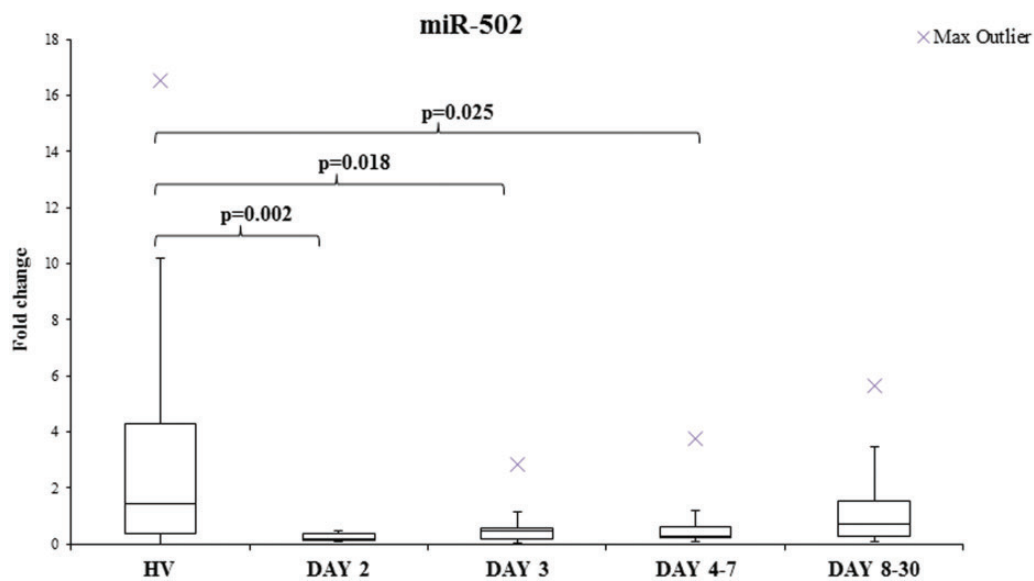 miR-502
Max Outlier
18
16
14
12
10
8
6
4
2
0
Fold change
p=0.025
p=0.018
p=0.002
HV
DAY 2
DAY 3
DAY 4-7
DAY 8-30